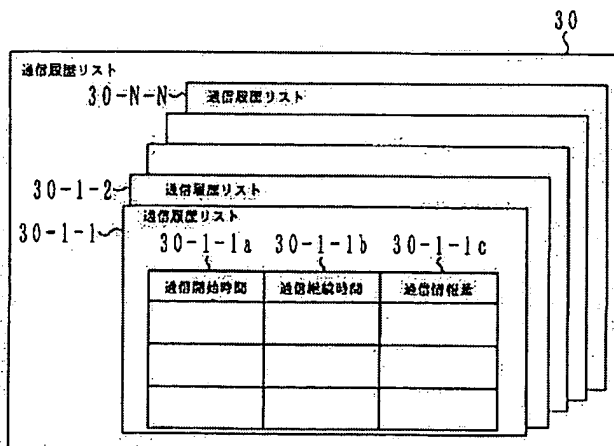 30
通信履歴リスト
30-N-N 通信履歴リスト
30-1-2 通信履歴リスト
30-1-1 通信履歴リスト
30-1-1a 30-1-1b 30-1-1c
通信開始時間 通信継続時間 通信情報量